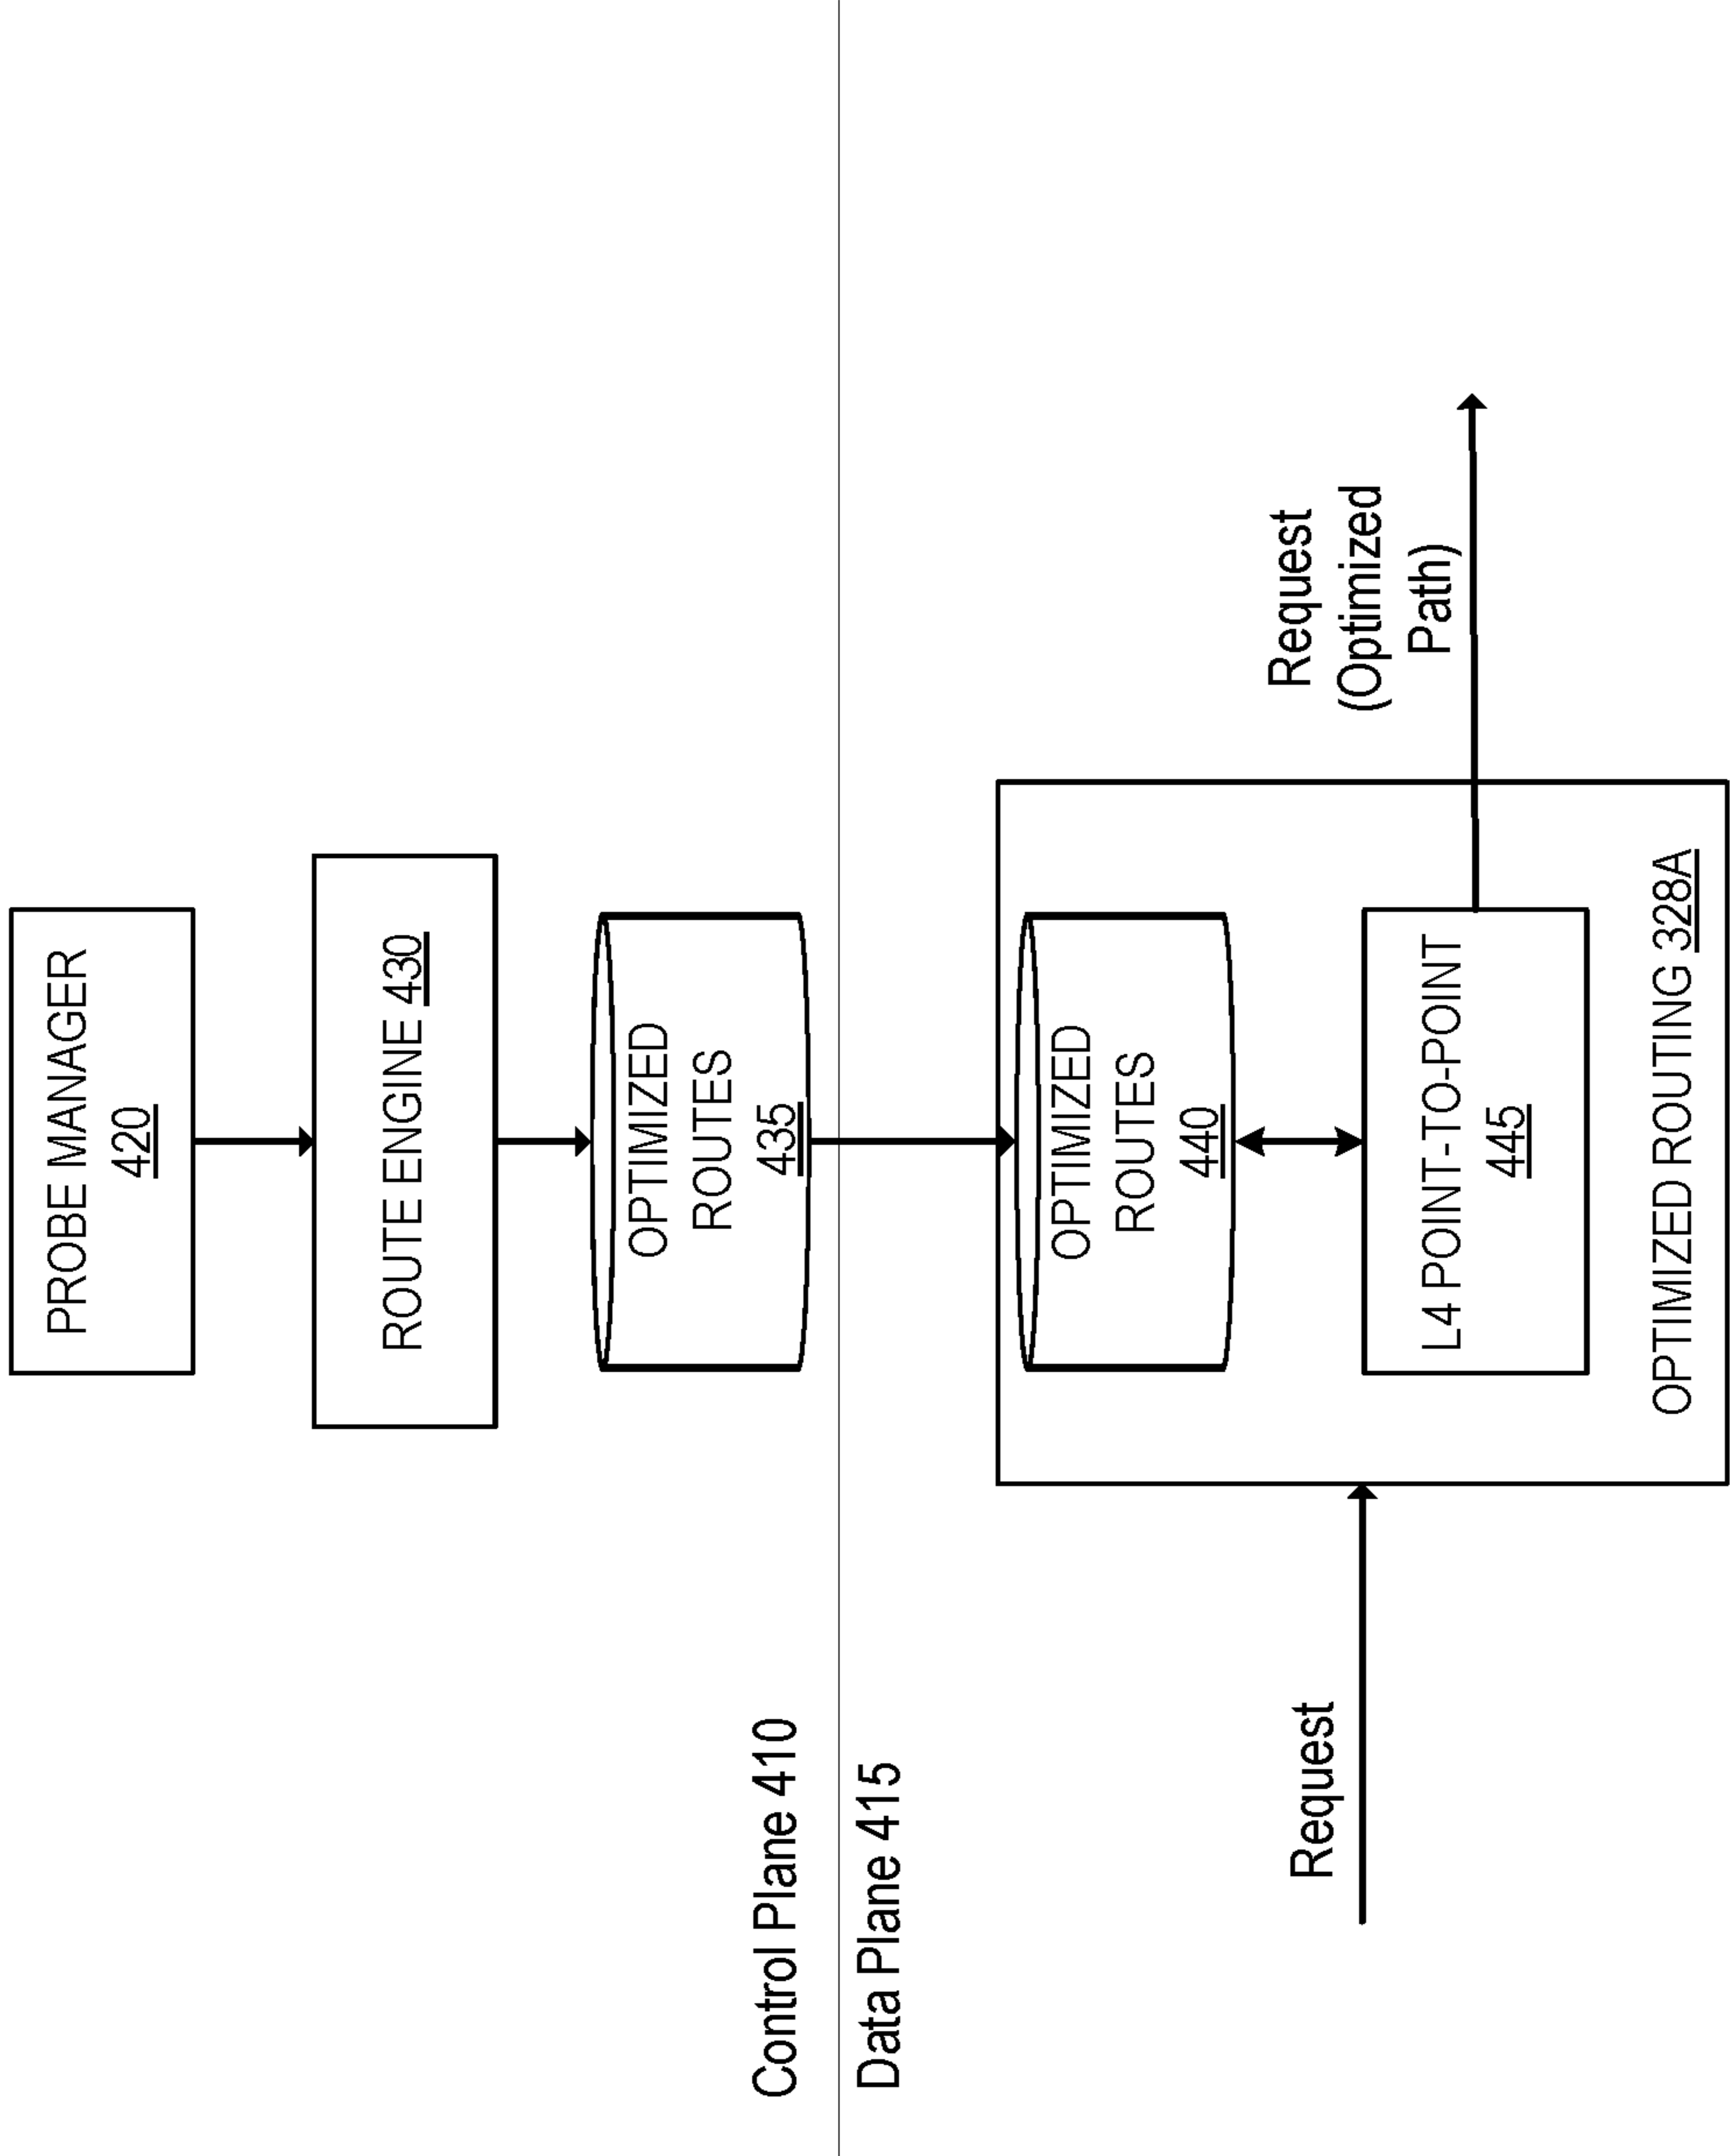 PROBE MANAGER
420
ROUTE ENGINE 430
OPTIMIZED
ROUTES
435
Control Plane 410
Data Plane 415
OPTIMIZED
ROUTES
440
Request
L4 POINT-TO-POINT
445
Request
(Optimized
Path)
OPTIMIZED ROUTING 328A